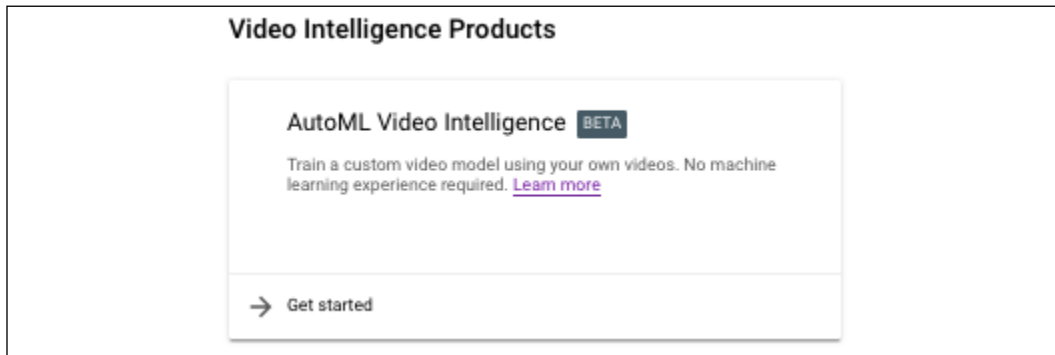 Video Intelligence Products
AutoML Video Intelligence BETA
Train a custom video model using your own videos. No machine
learning experience required. Learn more
Get started